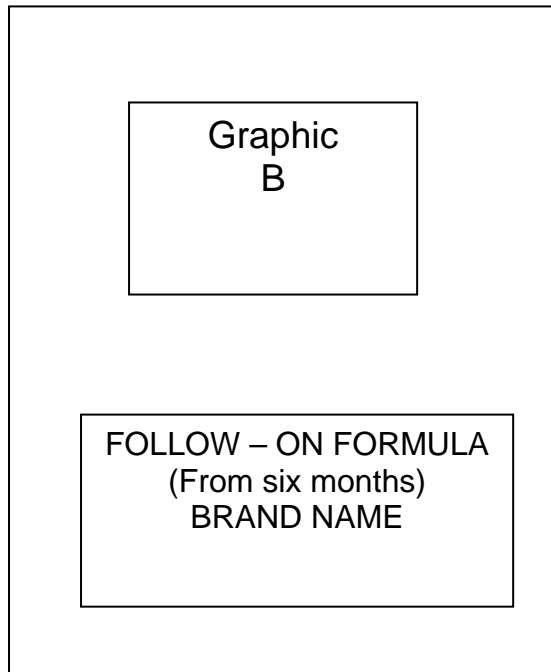 Graphic
B
FOLLOW – ON FORMULA
(From six months)
BRAND NAME